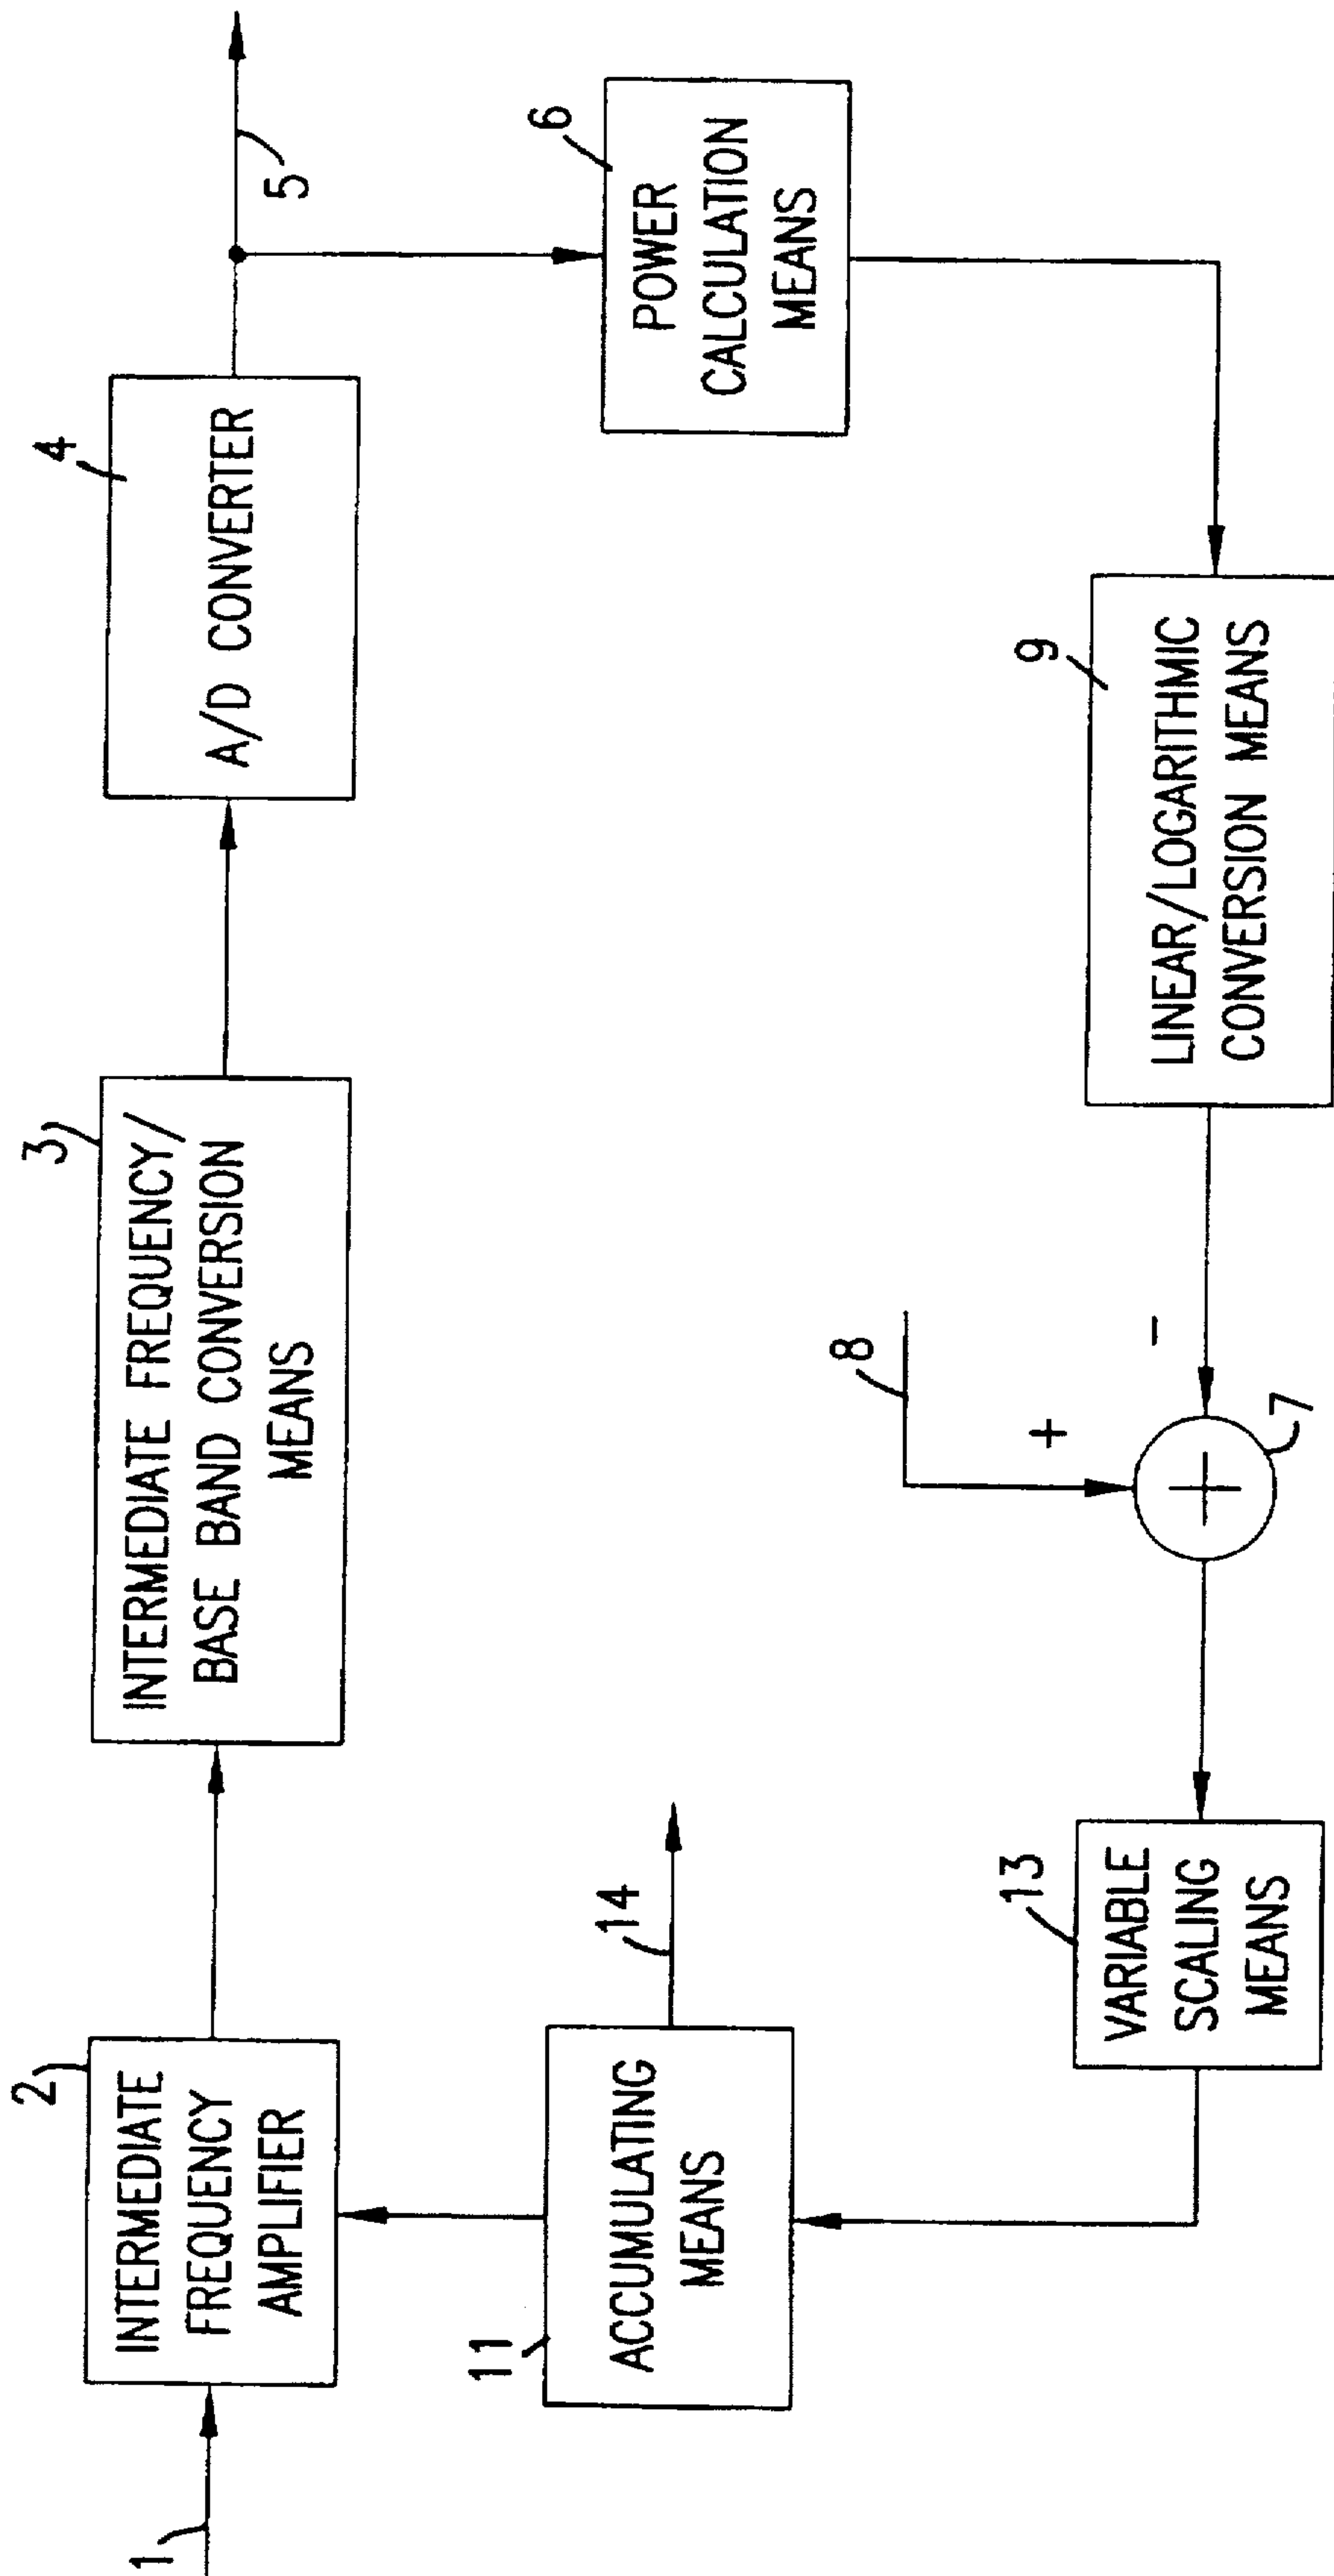 1
2
INTERMEDIATE
FREQUENCY
AMPLIFIER
3
INTERMEDIATE FREQUENCY/
BASE BAND CONVERSION
MEANS
4
A/D CONVERTER
5
6
POWER
CALCULATION
MEANS
9
LINEAR/LOGARITHMIC
CONVERSION MEANS
8
+
-
7
+
13
VARIABLE
SCALING
MEANS
11
ACCUMULATING
MEANS
14